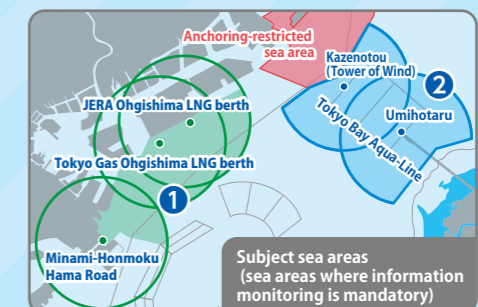 Anchoring-restricted
sea area
Kazenotou
(Tower of Wind)
2
JERA Ohgishima LNG berth
Umihotaru
Tokyo Bay Aqua-Line
Tokyo Gas Ohgishima LNG berth
1
Minami-Honmoku
Hama Road
Subject sea areas
(sea areas where information
monitoring is mandatory)